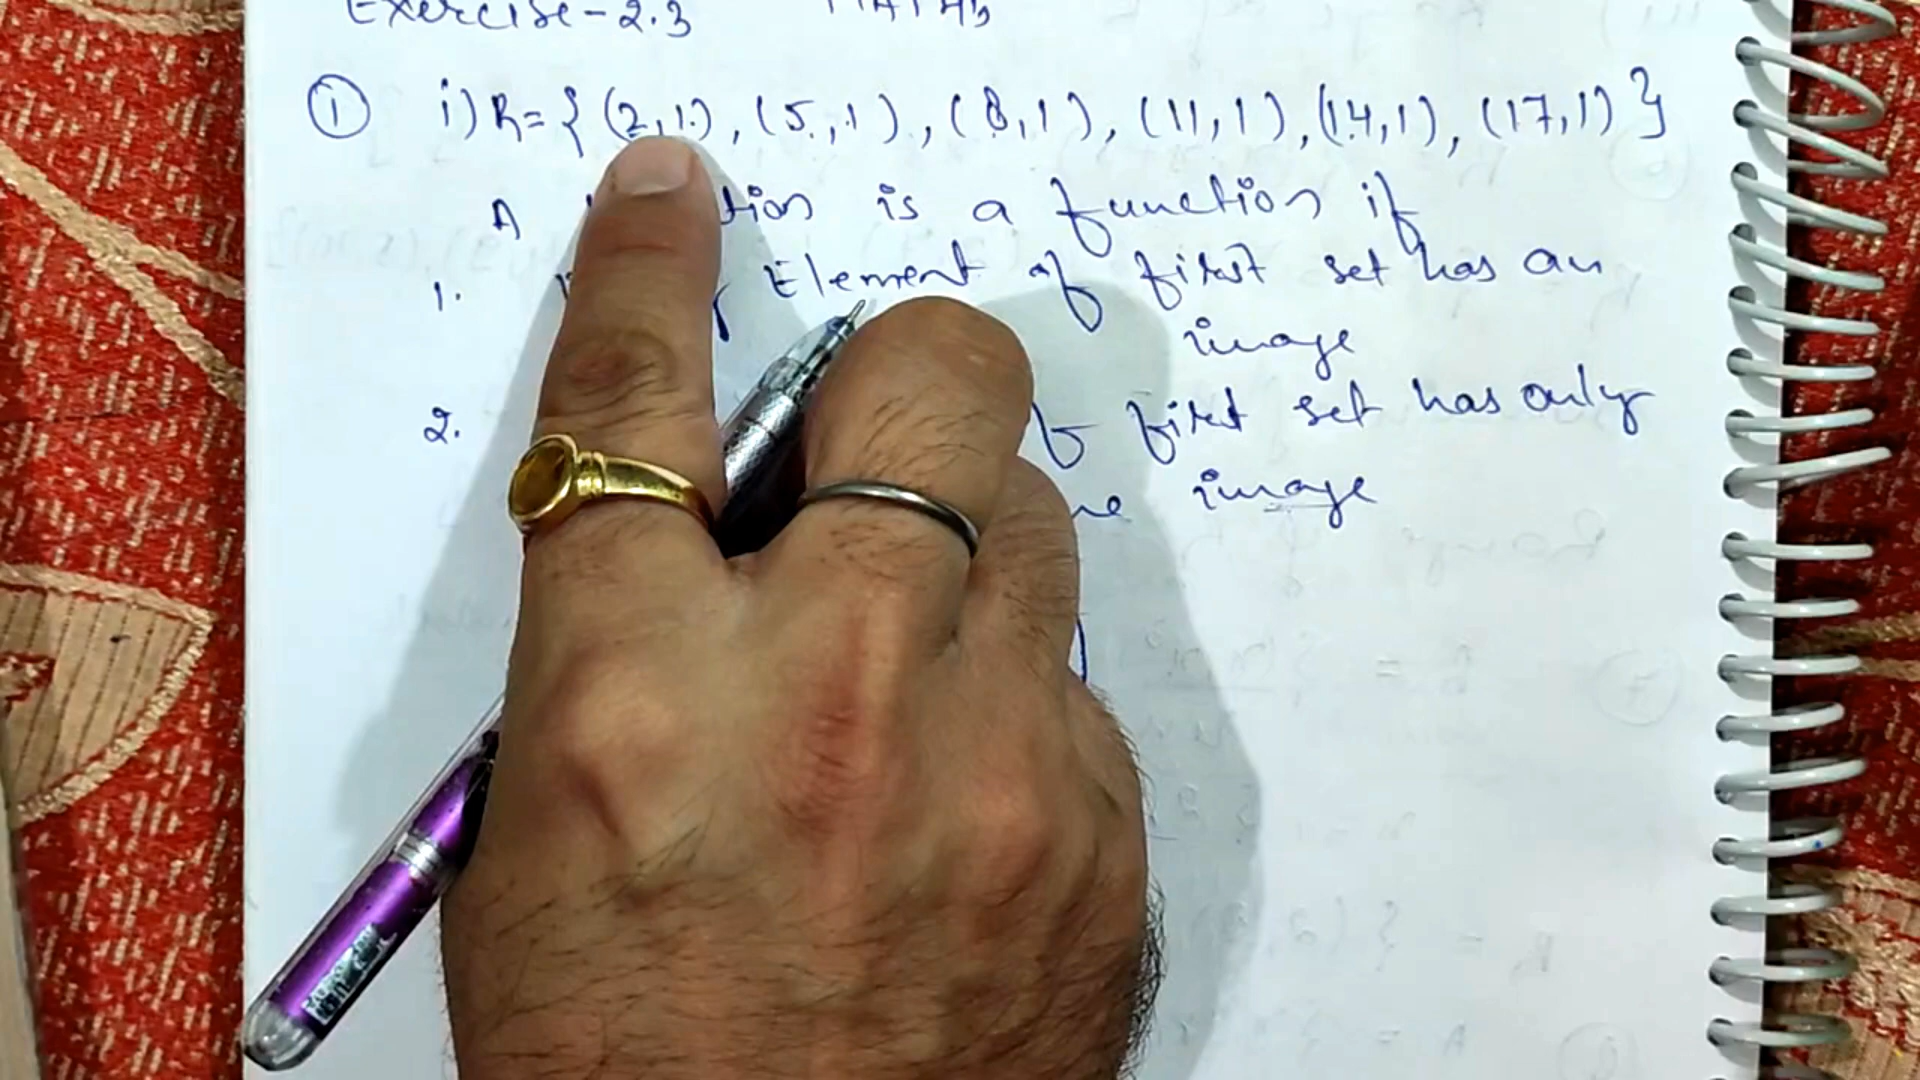 Exercise-2.3
① i) R = { (2,1), (5,1), (8,1), (11,1), (14,1), (17,1) }
A is a function if
1. Element of first set has an
image
2. first set has only
image